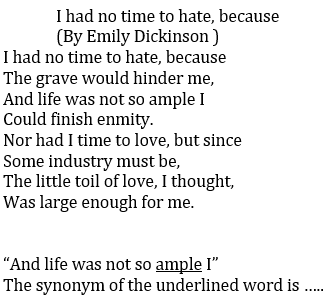 I had no time to hate, because
(By Emily Dickinson )
I had no time to hate, because
The grave would hinder me,
And life was not so ample I
Could finish enmity.
Nor had I time to love, but since
Some industry must be,
The little toil of love, I thought,
Was large enough for me.
“And life was not so ample I”
The synonym of the underlined word is …..